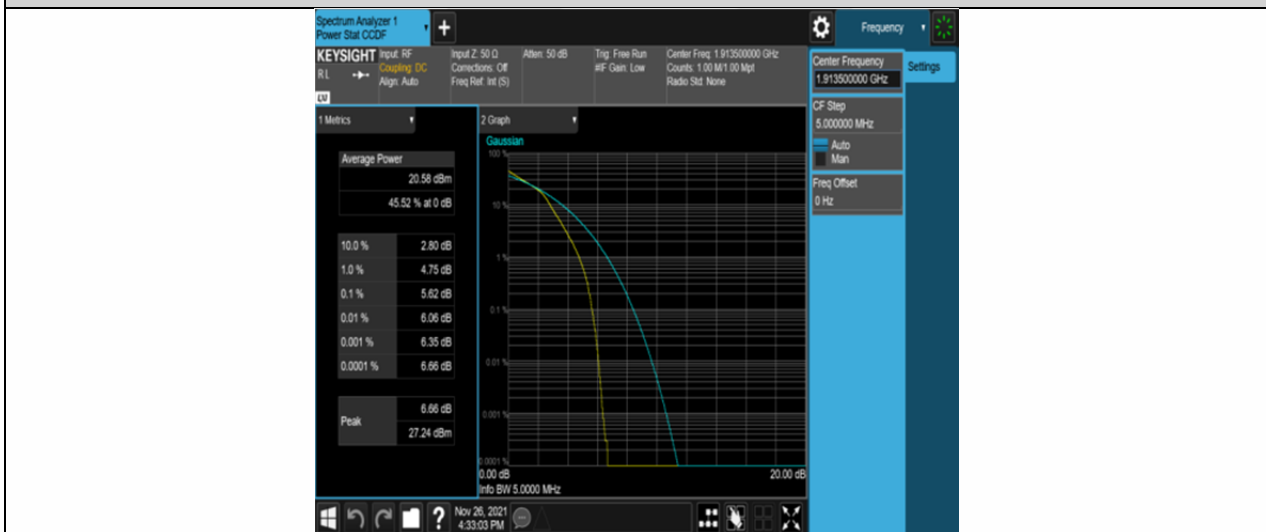 Spectrum Analyzer 1
Power Stat CCDF
Frequency
KEYSIGHT
Input: RF
Coupling: DC
Align: Auto
RL
Input Z: 50 Ω
Corrections: Off
Freq Ref: Int (S)
Atten: 50 dB
Trig: Free Run
#IF Gain: Low
Center Freq: 1.913500000 GHz
Counts: 1.00 M/1.00 Mpt
Radio Std: None
Center Frequency
1.913500000 GHz
Settings
CF Step
5.000000 MHz
Auto
Man
Freq Offset
0 Hz
1 Metrics
Average Power
20.58 dBm
45.52 % at 0 dB
10.0 % 2.80 dB
1.0 % 4.75 dB
0.1 % 5.62 dB
0.01 % 6.06 dB
0.001 % 6.35 dB
0.0001 % 6.66 dB
Peak
6.66 dB
27.24 dBm
2 Graph
Gaussian
100 %
10 %
1 %
0.1 %
0.01 %
0.001 %
0.0001 %
0.00 dB
20.00 dB
Info BW 5.0000 MHz
Nov 26, 2021
4:33:03 PM